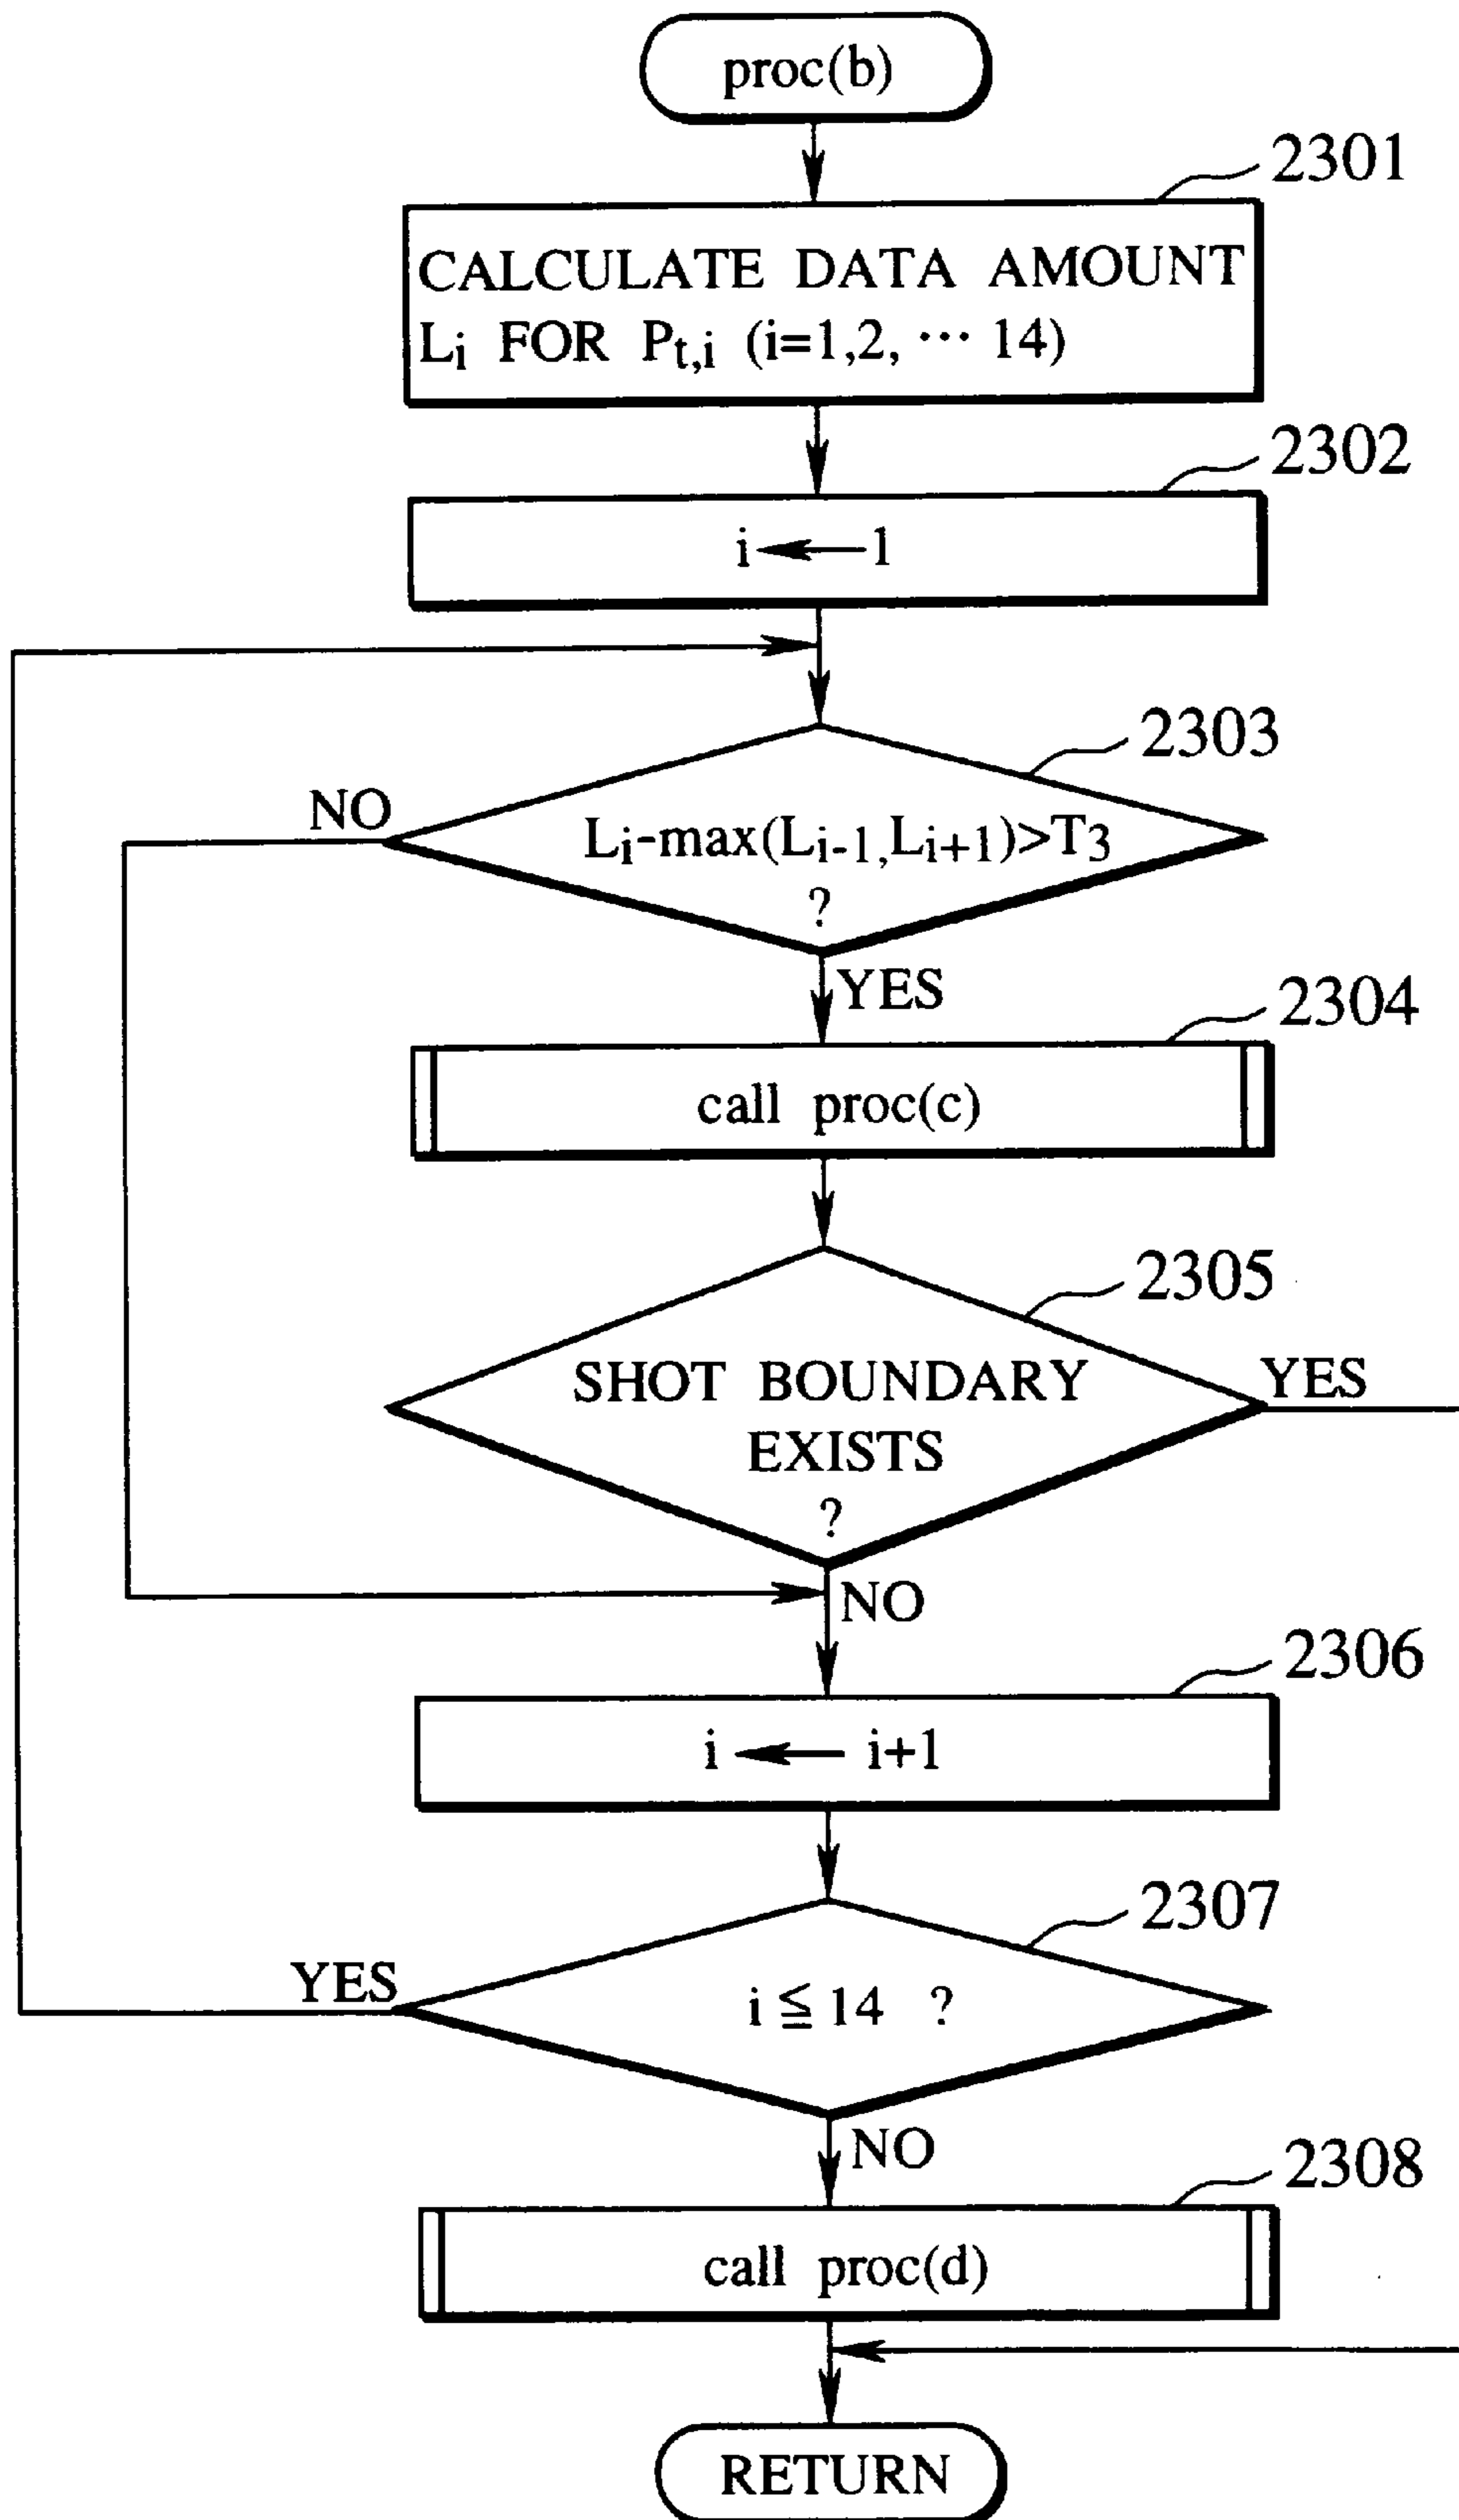 proc(b)
2301
CALCULATE DATA AMOUNT
Li FOR Pt,i (i=1,2, ··· 14)
2302
i ← 1
2303
NO
Li-max(Li-1,Li+1)>T3
?
YES
2304
call proc(c)
2305
SHOT BOUNDARY
EXISTS
?
YES
NO
2306
i ← i+1
2307
YES
i ≦ 14 ?
NO
2308
call proc(d)
RETURN